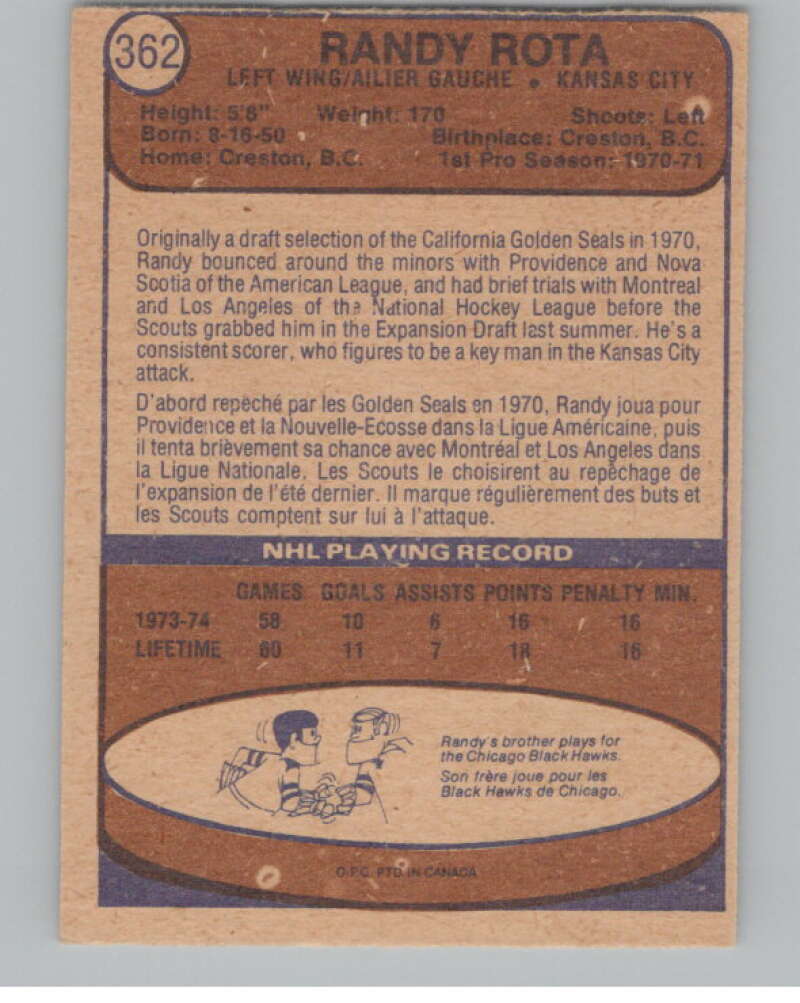 362
RANDY ROTA
LEFT WING/AILIER GAUCHE • KANSAS CITY
Height: 5'8" Weight: 170 Shoots: Left
Born: 8-16-50 Birthplace: Creston, B.C.
Home: Creston, B.C. 1st Pro Season: 1970-71
Originally a draft selection of the California Golden Seals in 1970,
Randy bounced around the minors with Providence and Nova
Scotia of the American League, and had brief trials with Montreal
and Los Angeles of the National Hockey League before the
Scouts grabbed him in the Expansion Draft last summer. He's a
consistent scorer, who figures to be a key man in the Kansas City
attack.
D'abord repêché par les Golden Seals en 1970, Randy joua pour
Providence et la Nouvelle-Ecosse dans la Ligue Américaine, puis
il tenta brièvement sa chance avec Montréal et Los Angeles dans
la Ligue Nationale. Les Scouts le choisirent au repêchage de
l'expansion de l'été dernier. Il marque régulièrement des buts et
les Scouts comptent sur lui à l'attaque.
NHL PLAYING RECORD
GAMES GOALS ASSISTS POINTS PENALTY MIN.
1973-74 58 10 6 16 16
LIFETIME 60 11 7 18 16
Randy's brother plays for
the Chicago Black Hawks.
Son frère joue pour les
Black Hawks de Chicago.
O.P.C. PTD. IN CANADA